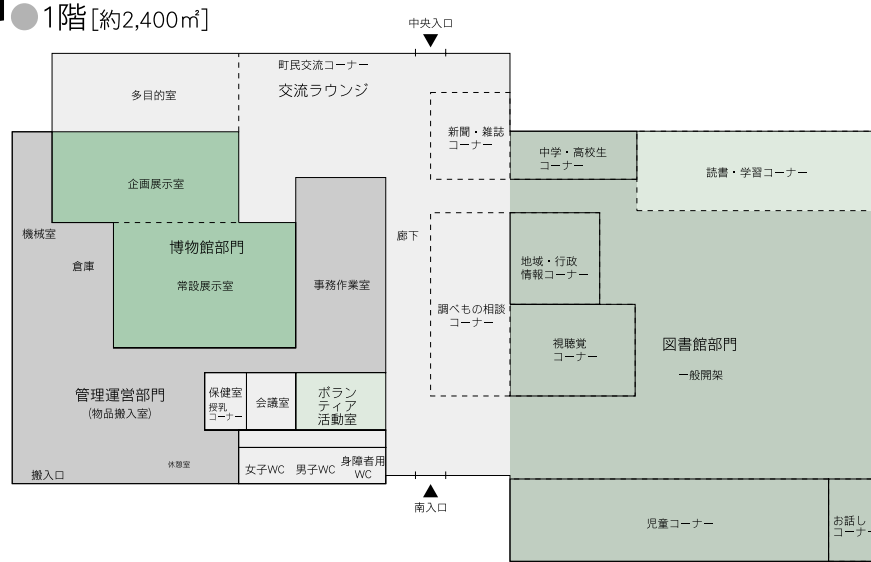 ●1階[約2,400㎡]
中央入口
町民交流コーナー
交流ラウンジ
多目的室
新聞・雑誌
コーナー
中学・高校生
コーナー
読書・学習コーナー
企画展示室
機械室
倉庫
博物館部門
常設展示室
事務作業室
廊下
地域・行政
情報コーナー
調べもの相談
コーナー
視聴覚
コーナー
図書館部門
一般開架
管理運営部門
(物品搬入室)
保健室
授乳
コーナー
会議室
ボラン
ティア
活動室
休憩室
搬入口
女子WC
男子WC
身障者用
WC
南入口
児童コーナー
お話し
コーナー